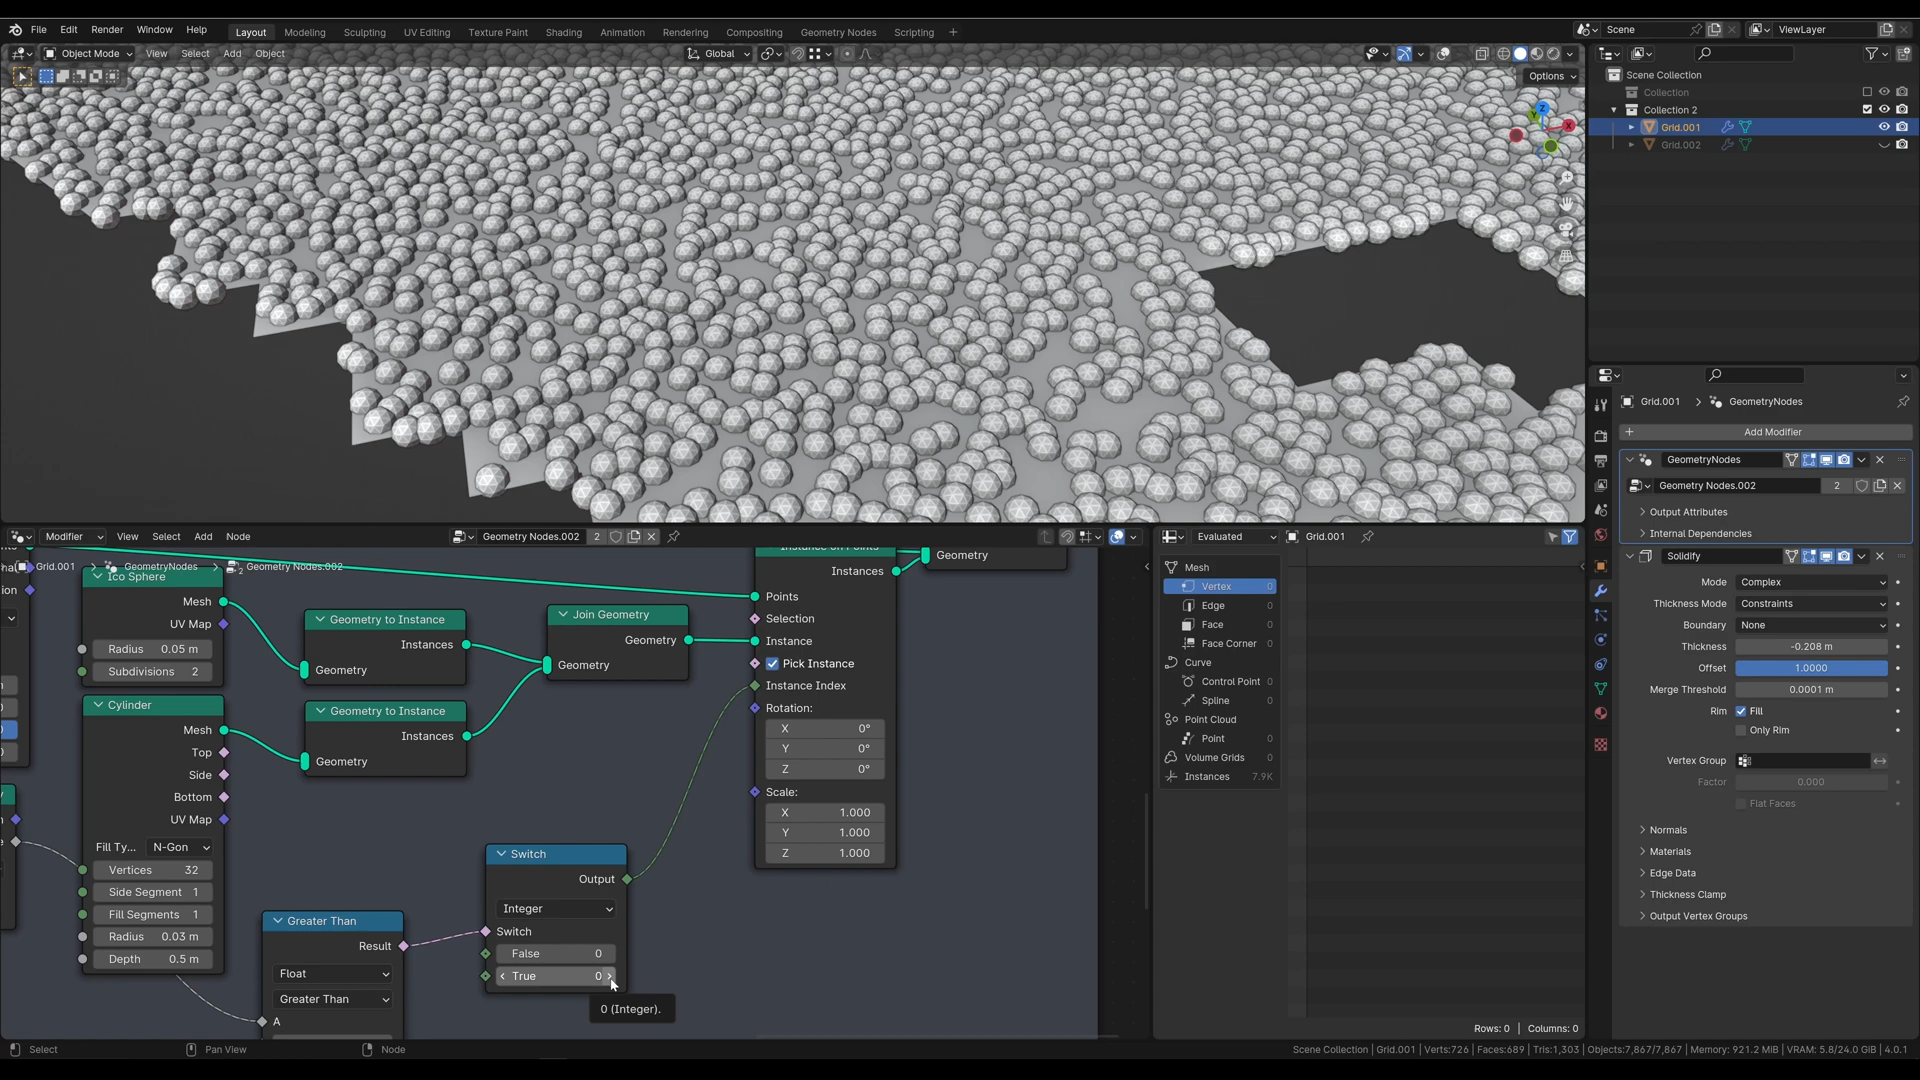 File Edit Render Window Help Layout Modeling Sculpting UV Editing Texture Paint Shading Animation Rendering Compositing Geometry Nodes Scripting + Scene ViewLayer
Object Mode View Select Add Object Global
Options
Z
X
Y
Scene Collection
Collection
Collection 2
Grid.001
Grid.002
Grid.001 > GeometryNodes
+ Add Modifier
GeometryNodes
Geometry Nodes.002 2
Output Attributes
Internal Dependencies
Solidify
Mode Complex
Thickness Mode Constraints
Boundary None
Thickness -0.208 m
Offset 1.0000
Merge Threshold 0.0001 m
Rim Fill
Only Rim
Vertex Group
Factor 0.000
Flat Faces
Normals
Materials
Edge Data
Thickness Clamp
Output Vertex Groups
Modifier View Select Add Node Geometry Nodes.002 2
Grid.001 > GeometryNodes > Geometry Nodes.002
Ico Sphere
Mesh
UV Map
Radius 0.05 m
Subdivisions 2
Cylinder
Mesh
Top
Side
Bottom
UV Map
Fill Ty... N-Gon
Vertices 32
Side Segment 1
Fill Segments 1
Radius 0.03 m
Depth 0.5 m
Geometry to Instance
Instances
Geometry
Geometry to Instance
Instances
Geometry
Join Geometry
Geometry
Geometry
Greater Than
Result
Float
Greater Than
A
Switch
Output
Integer
Switch
False 0
True 0
0 (Integer).
Instance on Points
Instances
Points
Selection
Instance
Pick Instance
Instance Index
Rotation:
X 0°
Y 0°
Z 0°
Scale:
X 1.000
Y 1.000
Z 1.000
Geometry
Evaluated Grid.001
Mesh
Vertex 0
Edge 0
Face 0
Face Corner 0
Curve
Control Point 0
Spline 0
Point Cloud
Point 0
Volume Grids 0
Instances 7.9K
Rows: 0 | Columns: 0
Select Pan View Node
Scene Collection | Grid.001 | Verts:726 | Faces:689 | Tris:1,303 | Objects:7,867/7,867 | Memory: 921.2 MiB | VRAM: 5.8/24.0 GiB | 4.0.1